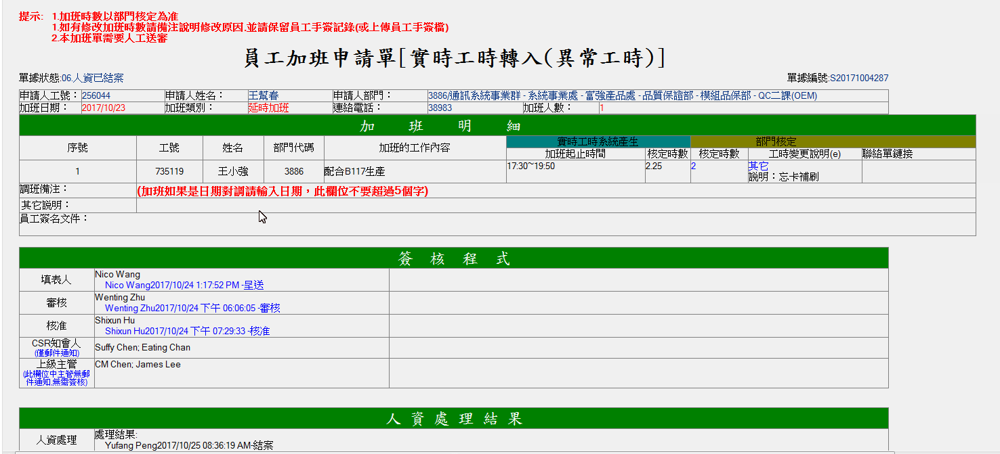 提示: 1.加班時數以部門核定為准
1.如有修改加班時數請備注說明修改原因.並請保留員工手簽記錄(或上傳員工手簽檔)
2.本加班單需要人工送審
員工加班申請單[實時工時轉入(異常工時)]
單據狀態:06.人資已結案 單據編號:S20171004287
申請人工號： 256044 申請人姓名： 王幫春 申請人部門： 3886/通訊系統事業群 - 系統事業處 - 富強產品處 - 品質保證部 - 模組品保部 - QC二課(OEM)
加班日期： 2017/10/23 加班類別： 延時加班 連絡電話： 38983 加班人數： 1
加 班 明 細
序號 工號 姓名 部門代碼 加班的工作內容 實時工時系統產生 部門核定
加班起止時間 核定時數 核定時數 工時變更說明(e) 聯絡單鏈接
1 735119 王小強 3886 配合B117生產 17:30~19:50 2.25 2 其它
說明：忘卡補刷
調班備注： (加班如果是日期對調請輸入日期，此欄位不要超過5個字)
其它說明：
員工簽名文件：
簽 核 程 式
填表人 Nico Wang
Nico Wang2017/10/24 1:17:52 PM -呈送
審核 Wenting Zhu
Wenting Zhu2017/10/24 下午 06:06:05 -審核
核准 Shixun Hu
Shixun Hu2017/10/24 下午 07:29:33 -核准
CSR知會人 Suffy Chen; Eating Chan
(僅郵件通知)
上級主管 CM Chen; James Lee
(此欄位中主管無郵
件通知.無需簽核)
人 資 處 理 結 果
人資處理 處理結果:
Yufang Peng2017/10/25 08:36:19 AM-結案